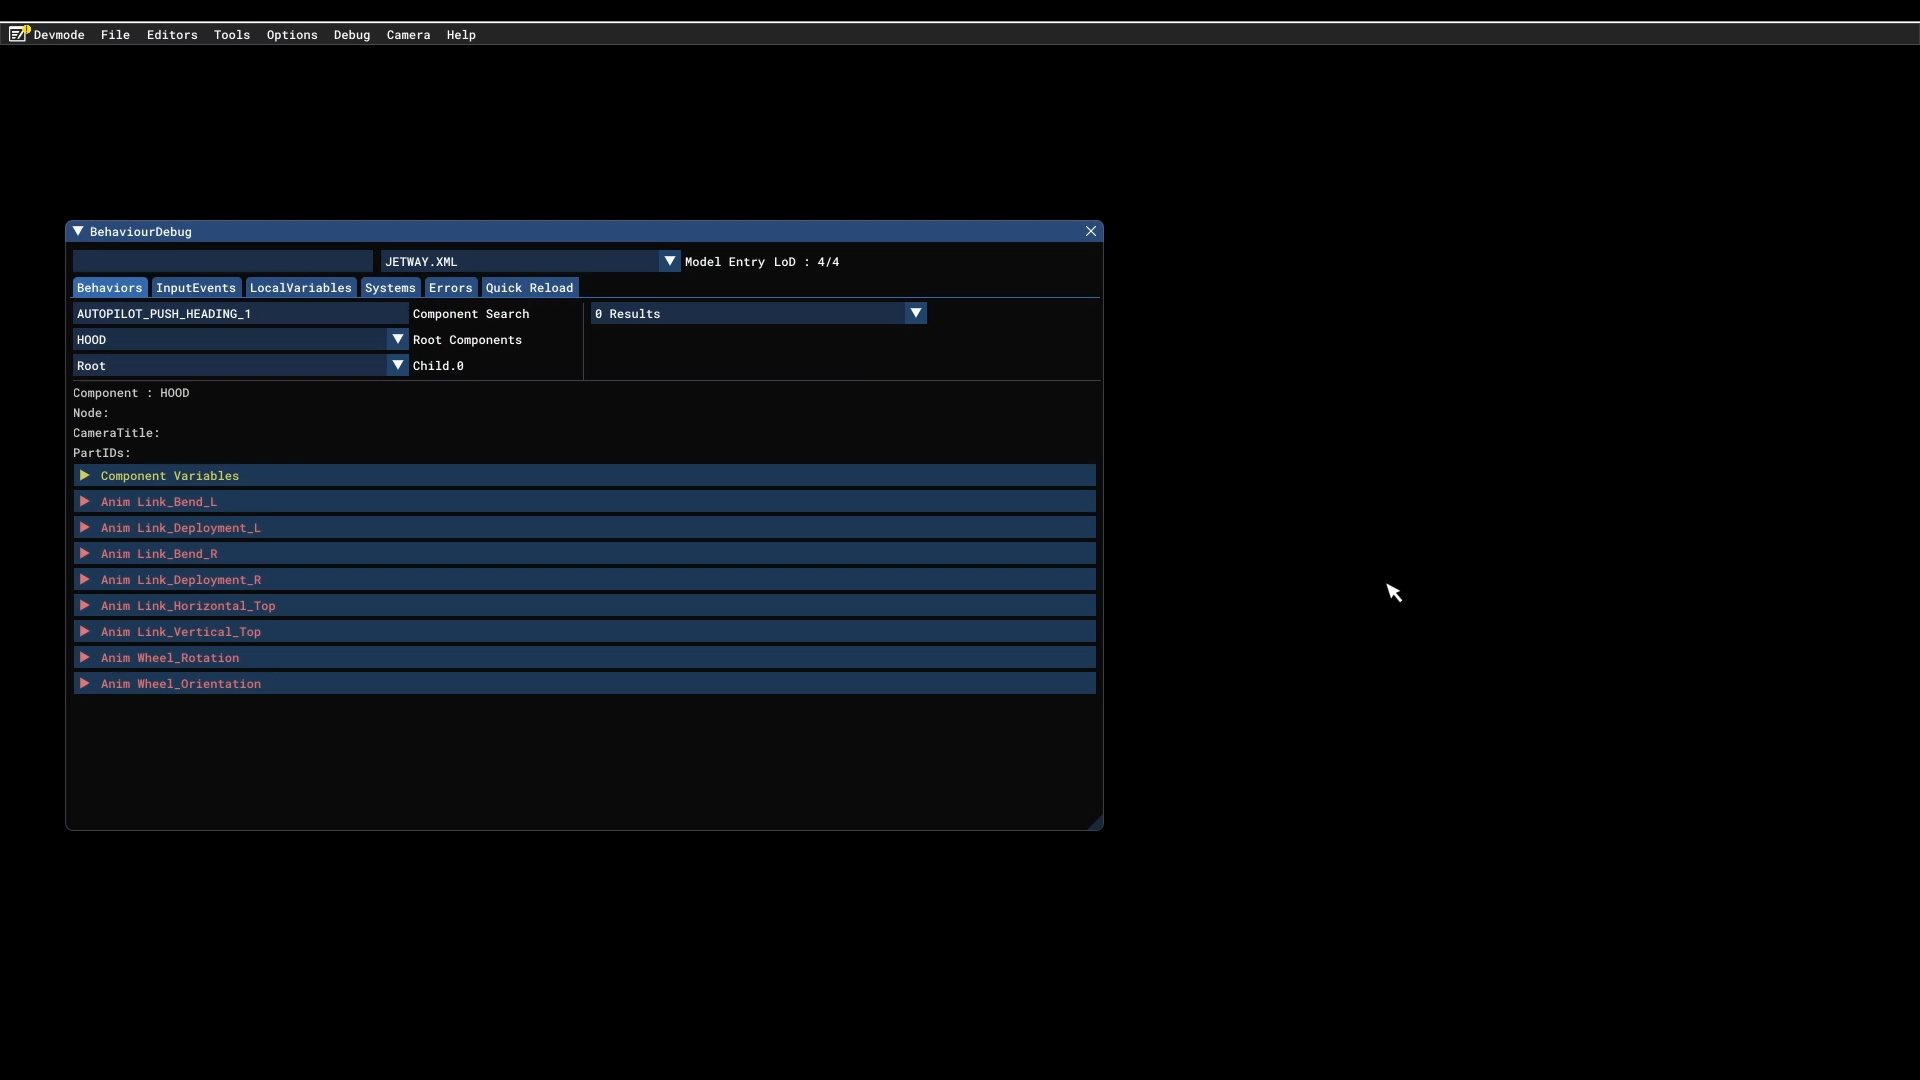 Devmode File Editors Tools Options Debug Camera Help
BehaviourDebug
JETWAY.XML Model Entry LoD : 4/4
Behaviors InputEvents LocalVariables Systems Errors Quick Reload
AUTOPILOT_PUSH_HEADING_1 Component Search 0 Results
HOOD Root Components
Root Child.0
Component : HOOD
Node:
CameraTitle:
PartIDs:
Component Variables
Anim Link_Bend_L
Anim Link_Deployment_L
Anim Link_Bend_R
Anim Link_Deployment_R
Anim Link_Horizontal_Top
Anim Link_Vertical_Top
Anim Wheel_Rotation
Anim Wheel_Orientation